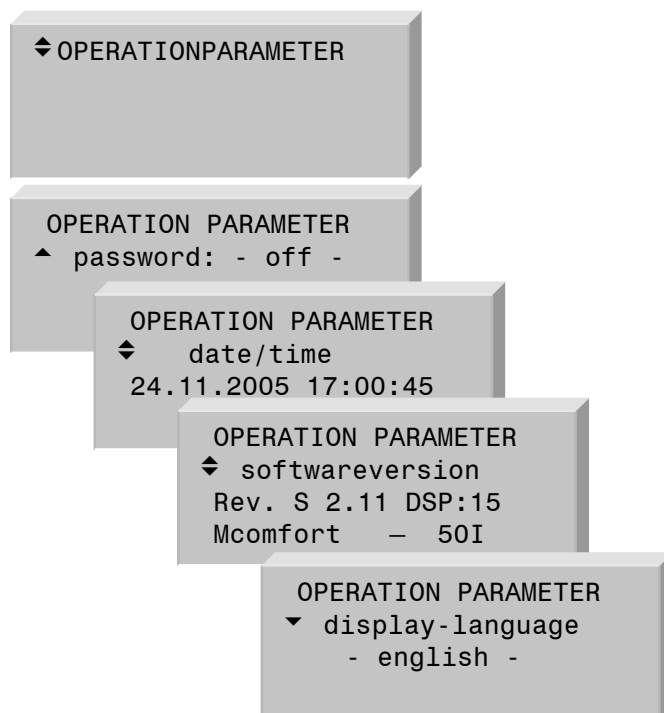 OPERATIONPARAMETER
OPERATION PARAMETER
password: - off -
OPERATION PARAMETER
date/time
24.11.2005 17:00:45
OPERATION PARAMETER
softwareversion
Rev. S 2.11 DSP:15
Mcomfort – 50I
OPERATION PARAMETER
display-language
- english -